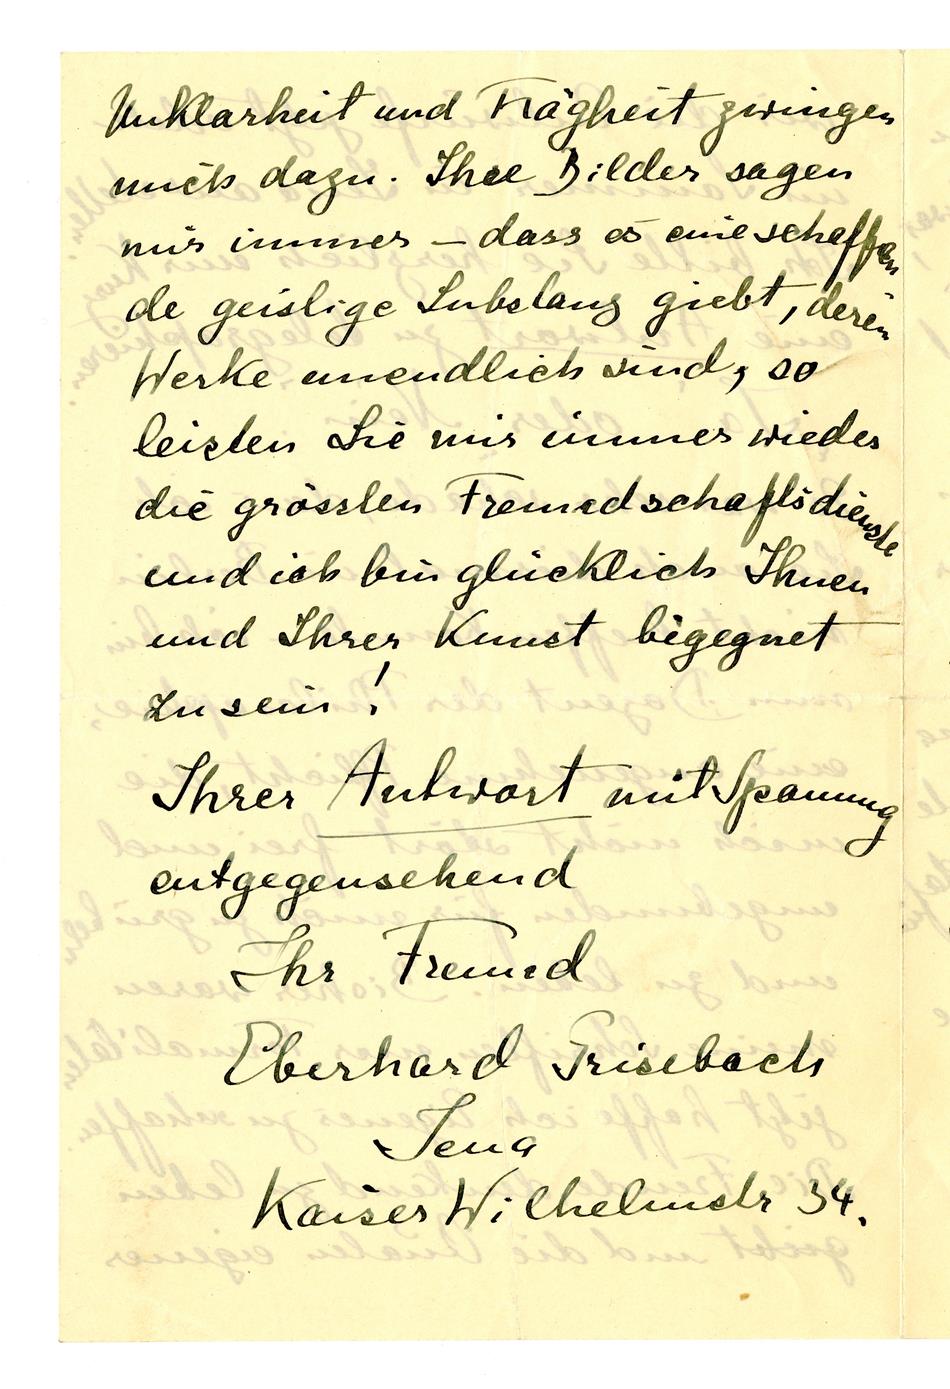 Unklarheit und Trägheit zwingen
mich dazu. Ihre Bilder sagen
mir immer – dass es eine schaffen
de geistige Substanz giebt, deren
Werke unendlich sind, so
leisten Sie mir immer wieder
die grössten Freundschaftsdienste
und ich bin glücklich Ihnen
und Ihrer Kunst begegnet
zu sein!
Ihrer Antwort mit Spannung
entgegensehend
Ihr Freund
Eberhard Grisebach
Jena
Kaiser Wilhelmstr 34.